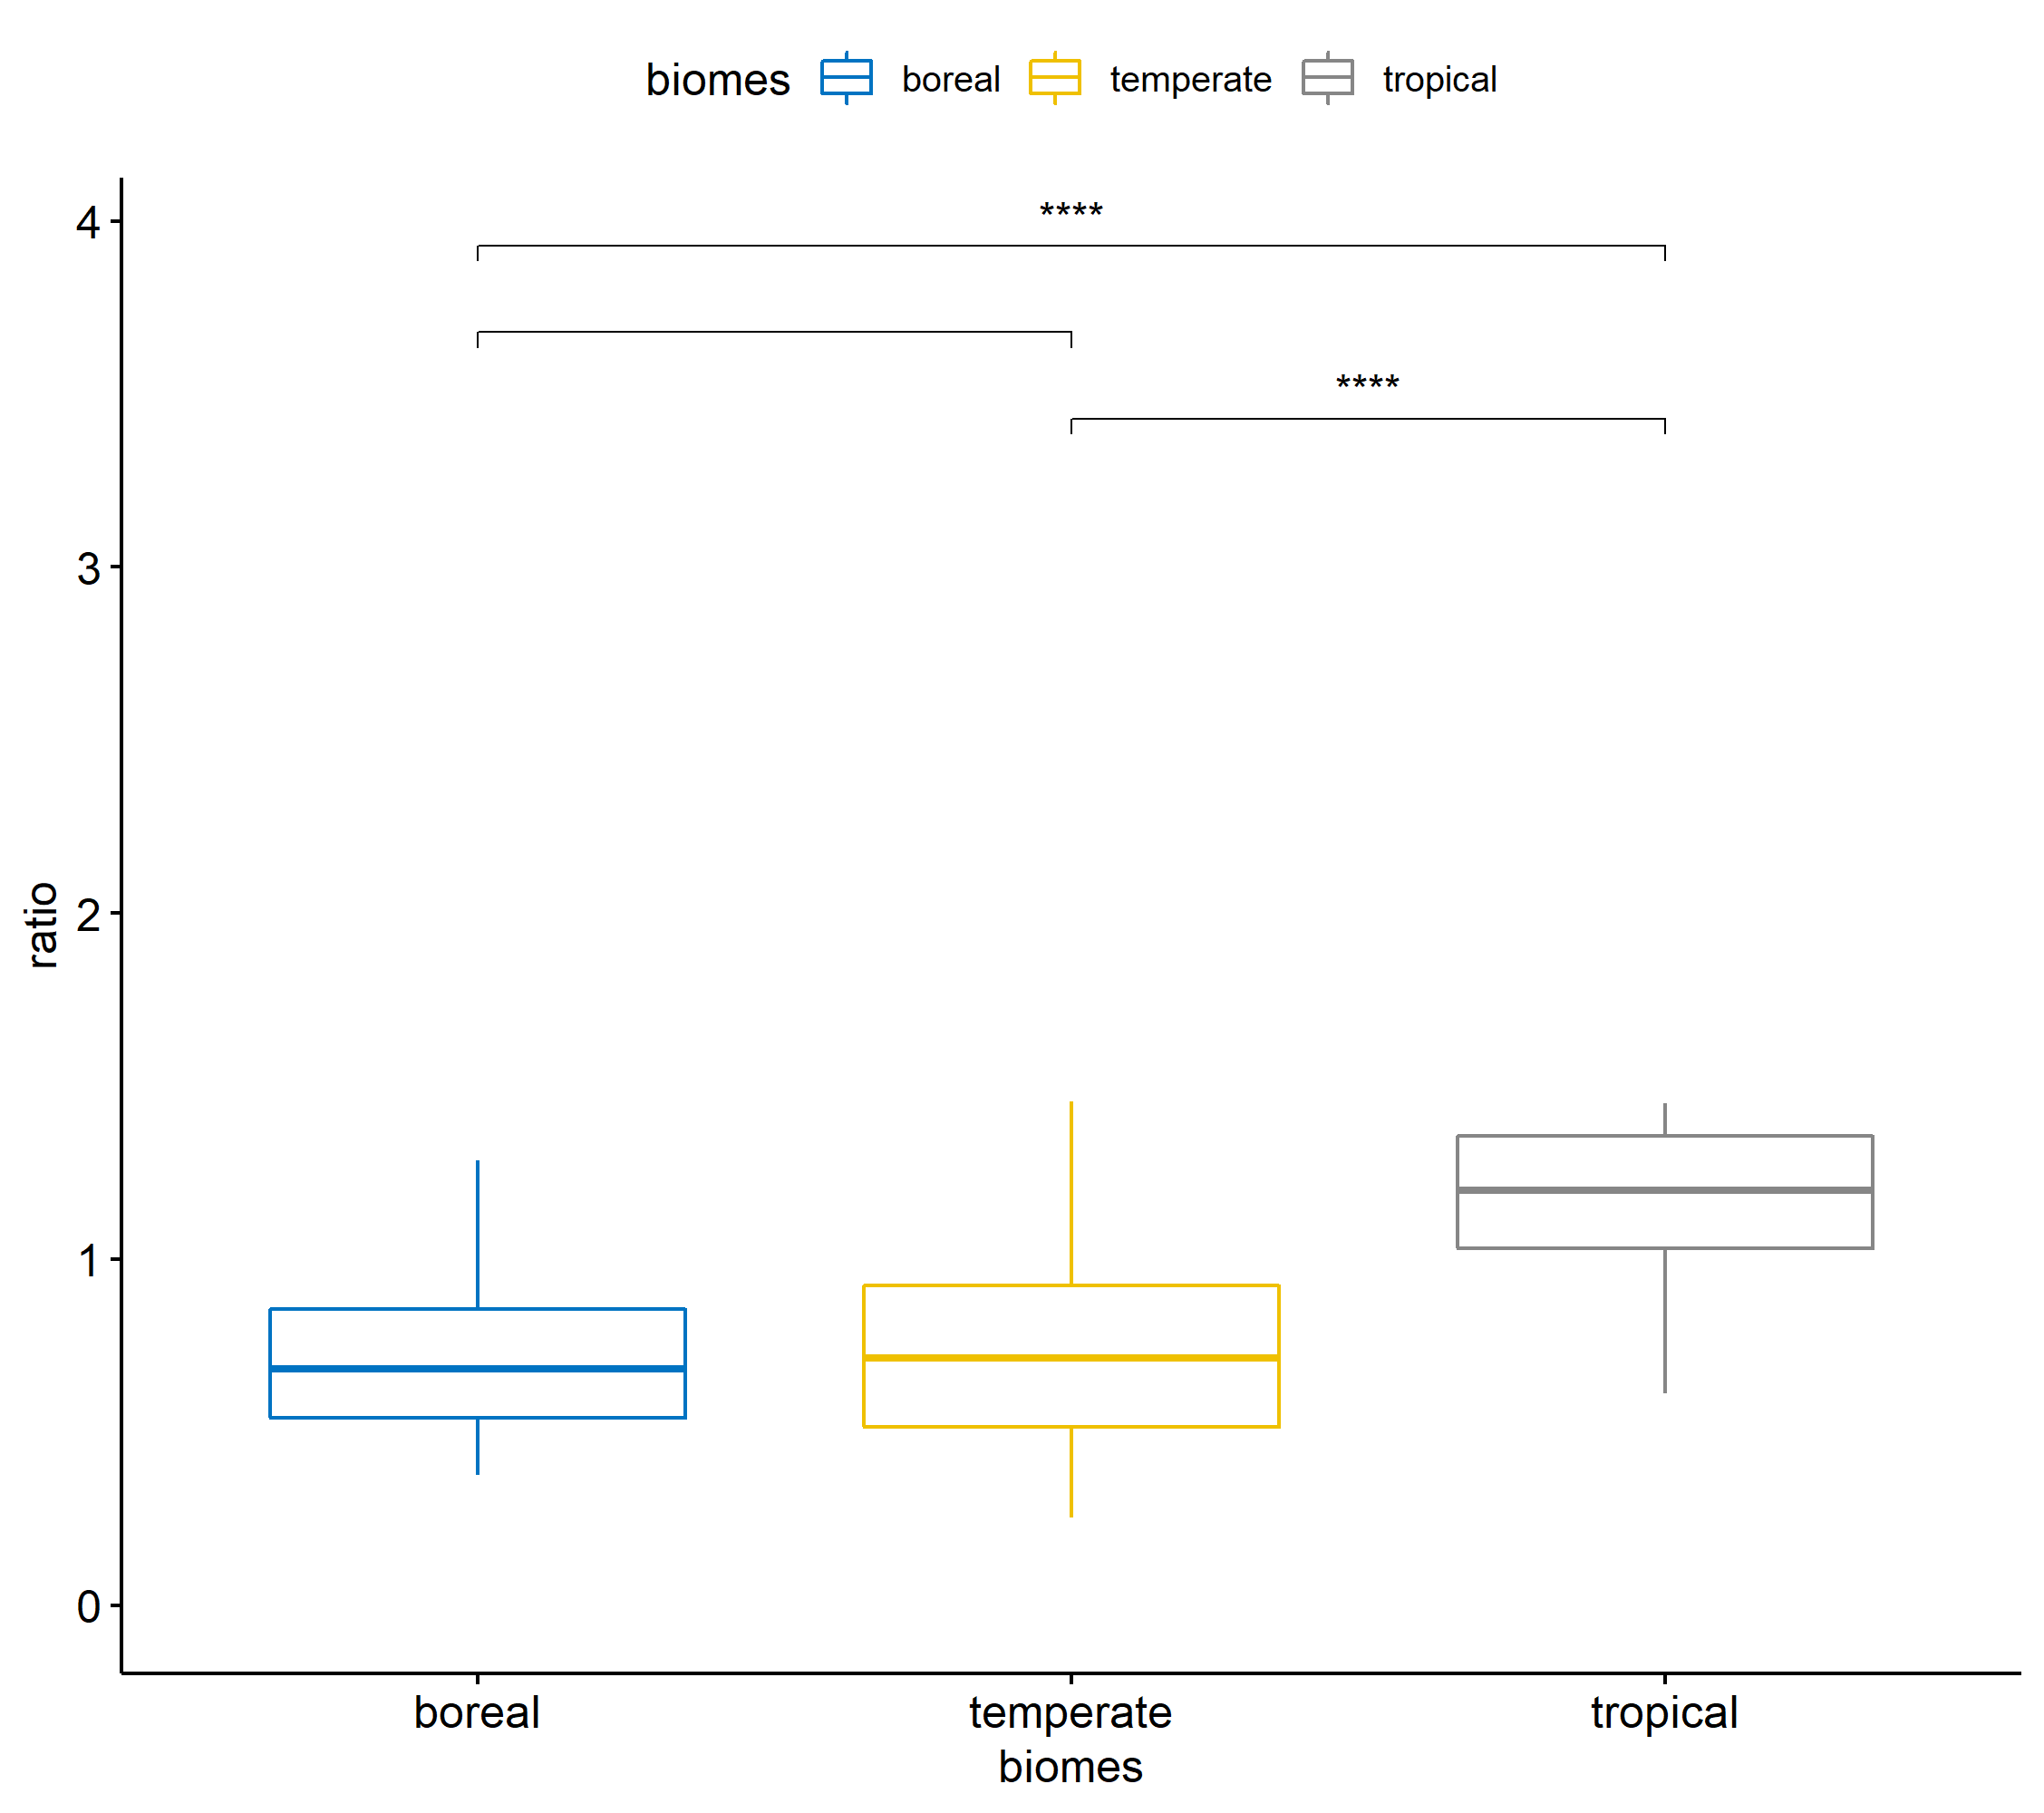 biomes boreal temperate tropical
4
****
****
3
2
ratio
1
0
boreal temperate tropical
biomes